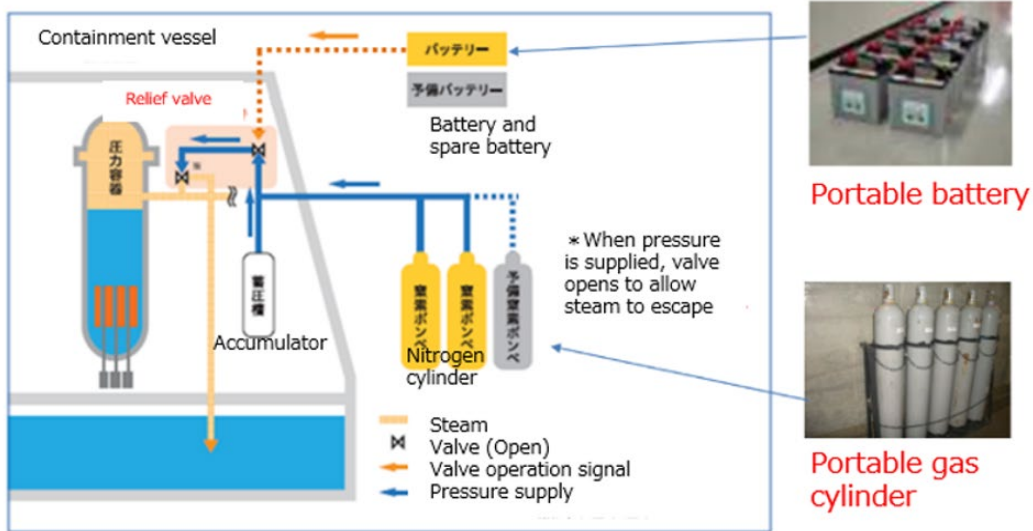 Containment vessel
Relief valve
バッテリー
予備バッテリー
Battery and
spare battery
Portable battery
圧力容器
※
蓄圧槽
Accumulator
窒素ボンベ
窒素ボンベ
予備窒素ボンベ
Nitrogen
cylinder
*When pressure
is supplied, valve
opens to allow
steam to escape
Steam
Valve (Open)
Valve operation signal
Pressure supply
Portable gas
cylinder